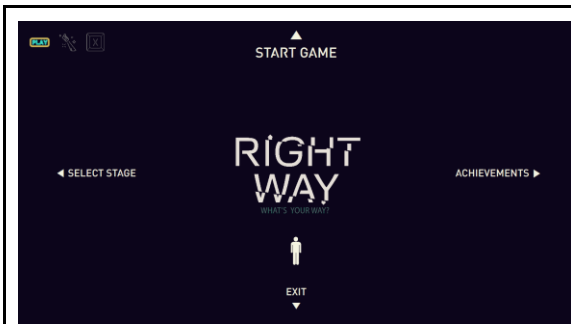 PLAY
X
START GAME
SELECT STAGE
RIGHT
WAY
WHAT'S YOUR WAY?
ACHIEVEMENTS
EXIT